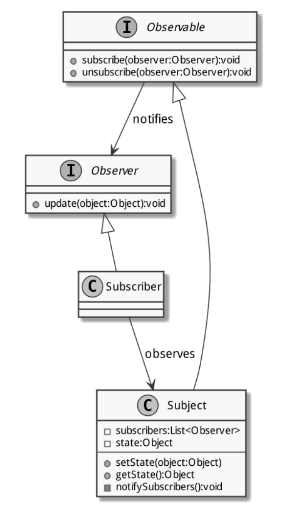 I Observable
subscribe(observer:Observer):void
unsubscribe(observer:Observer):void
notifies
I Observer
update(object:Object):void
C Subscriber
observes
C Subject
subscribers:List<Observer>
state:Object
setState(object:Object)
getState():Object
notifySubscribers():void